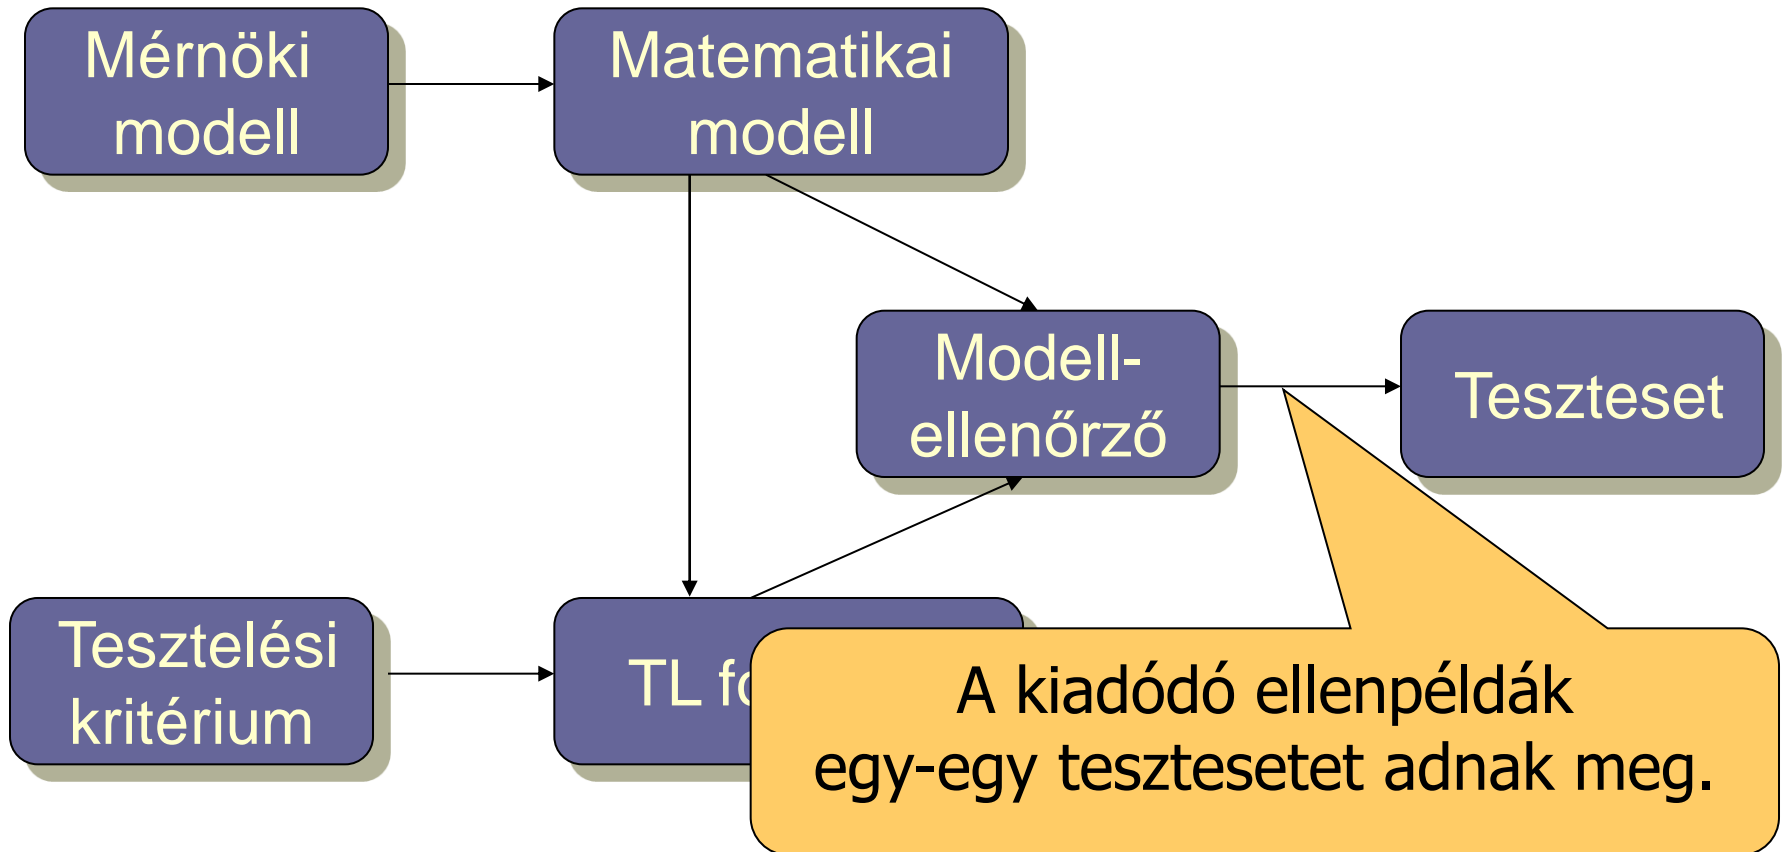 Mérnöki
modell
Matematikai
modell
Modell-
ellenőrző
Teszteset
Tesztelési
kritérium
TL
A kiadódó ellenpéldák
egy-egy tesztesetet adnak meg.